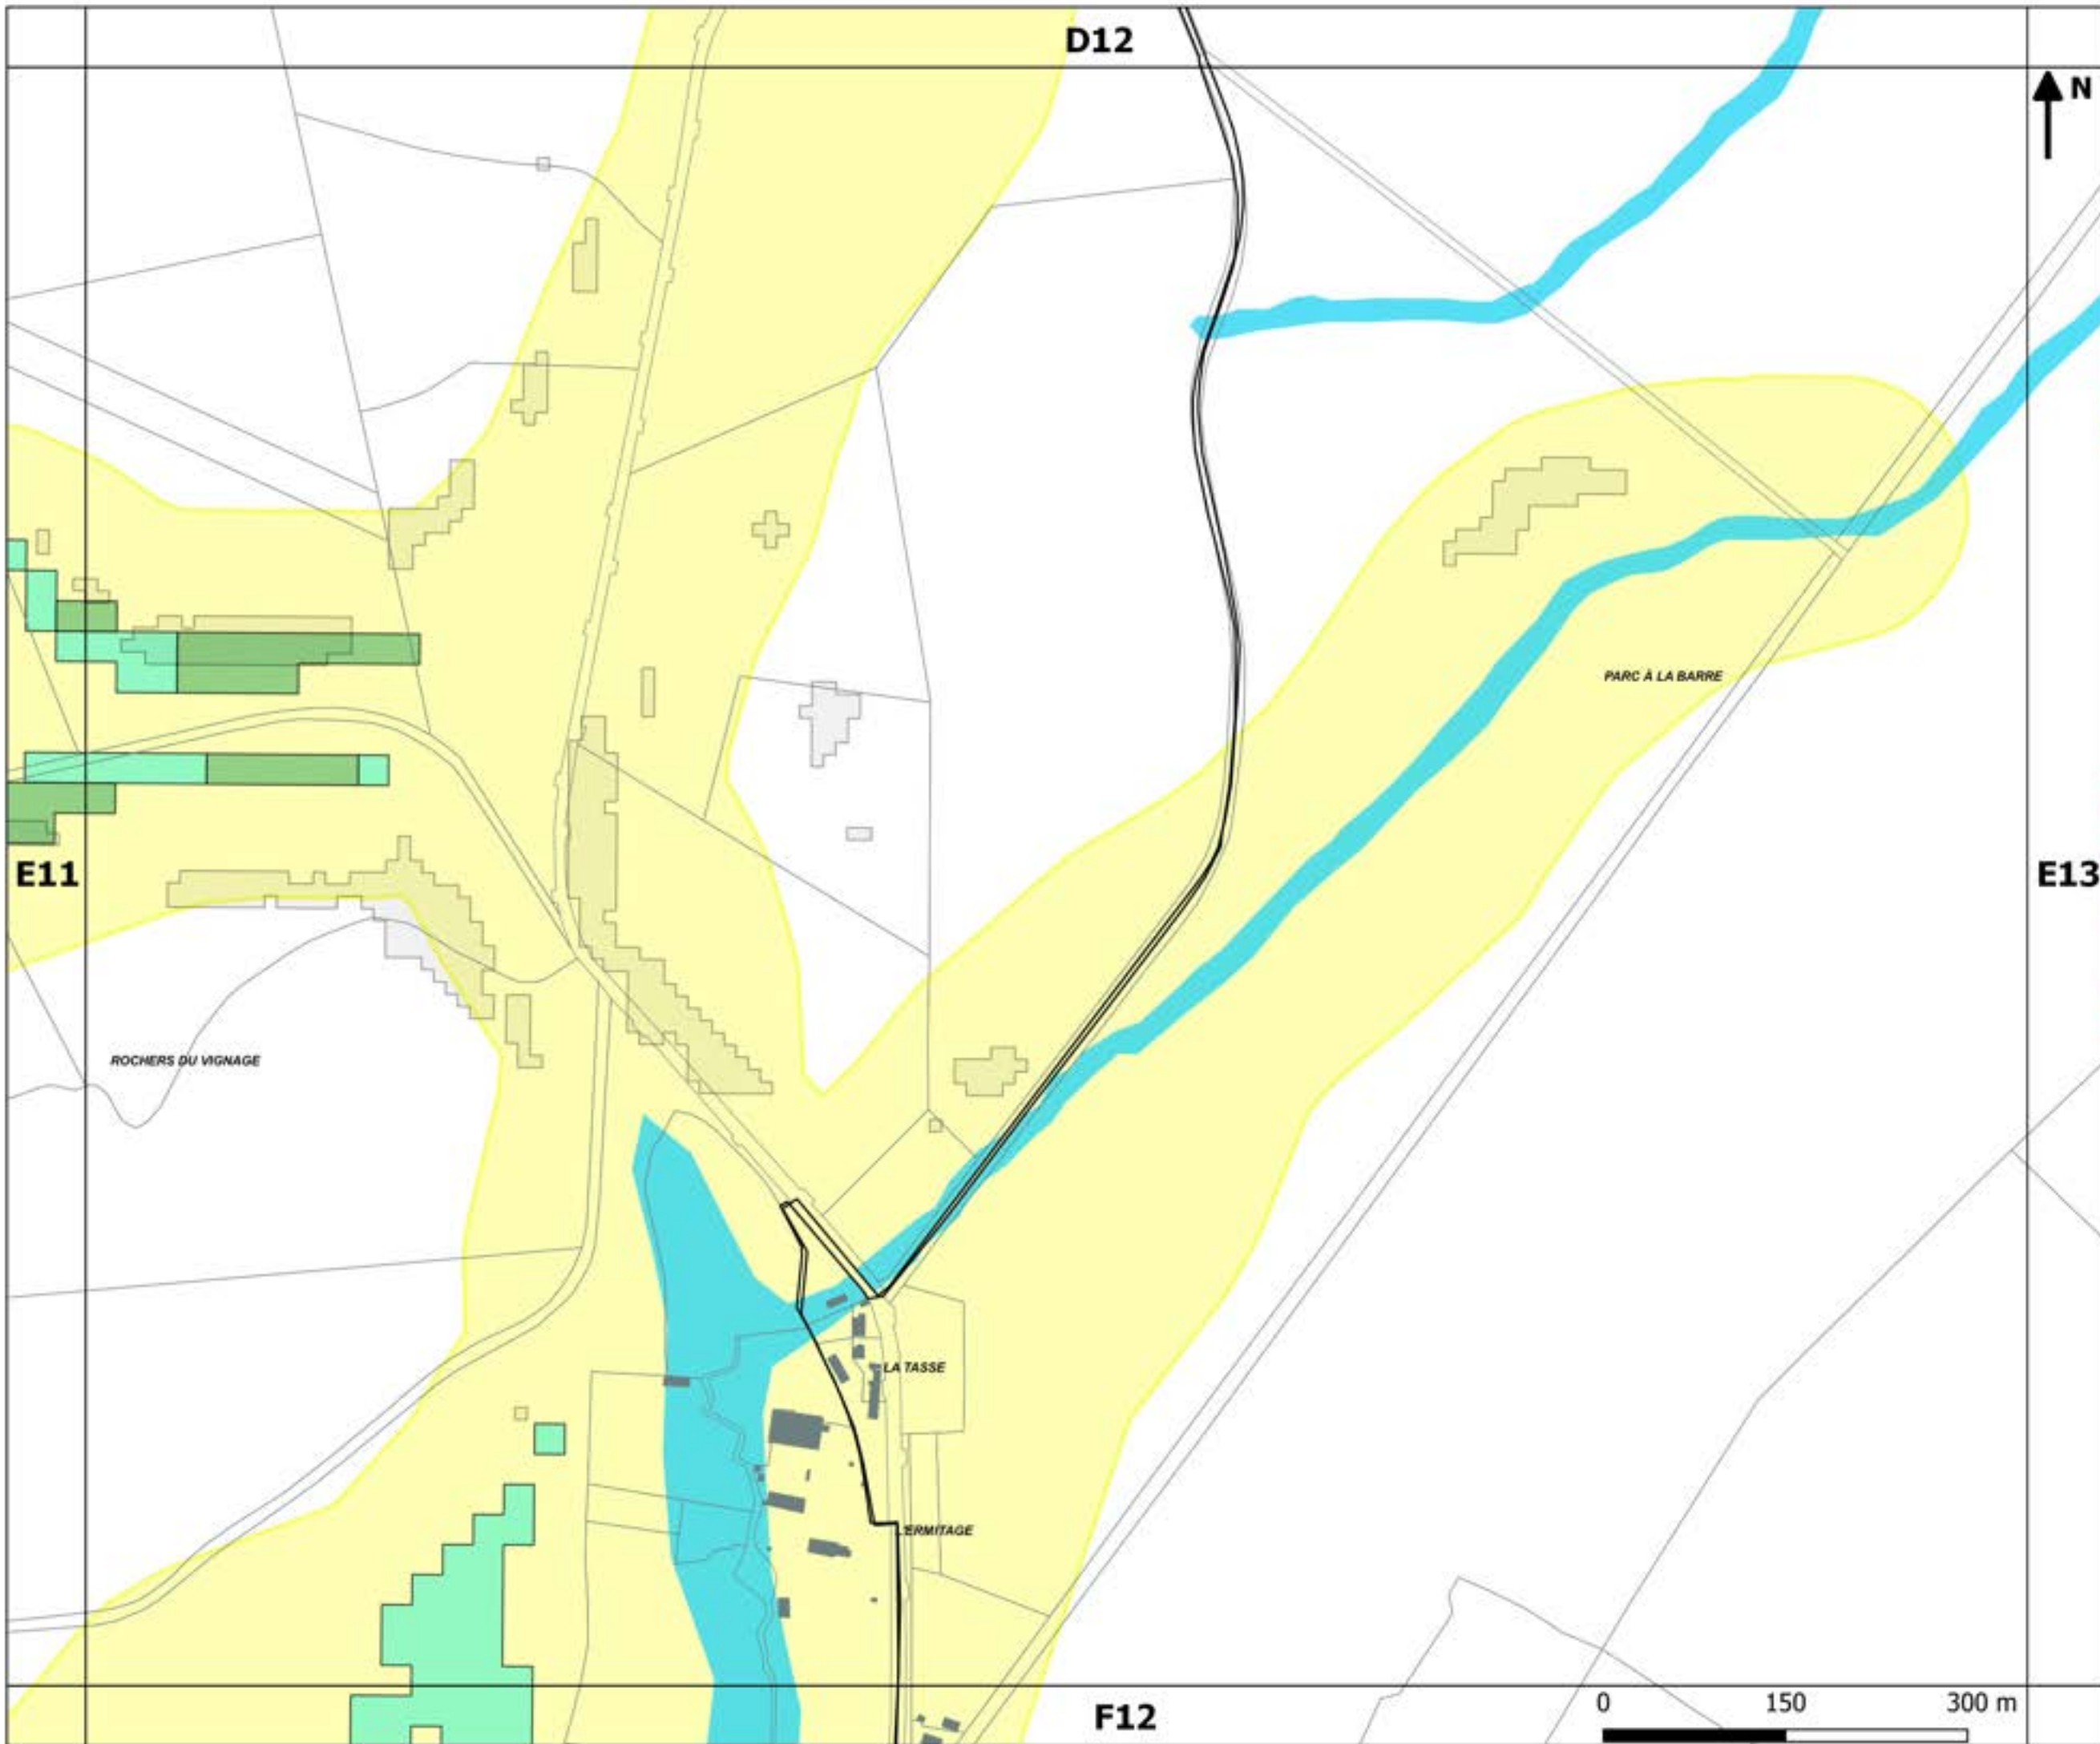 D12
N
PARC À LA BARRE
E11
E13
ROCHERS DU VIGNAGE
LA TASSE
L'ERMITAGE
0 150 300 m
F12